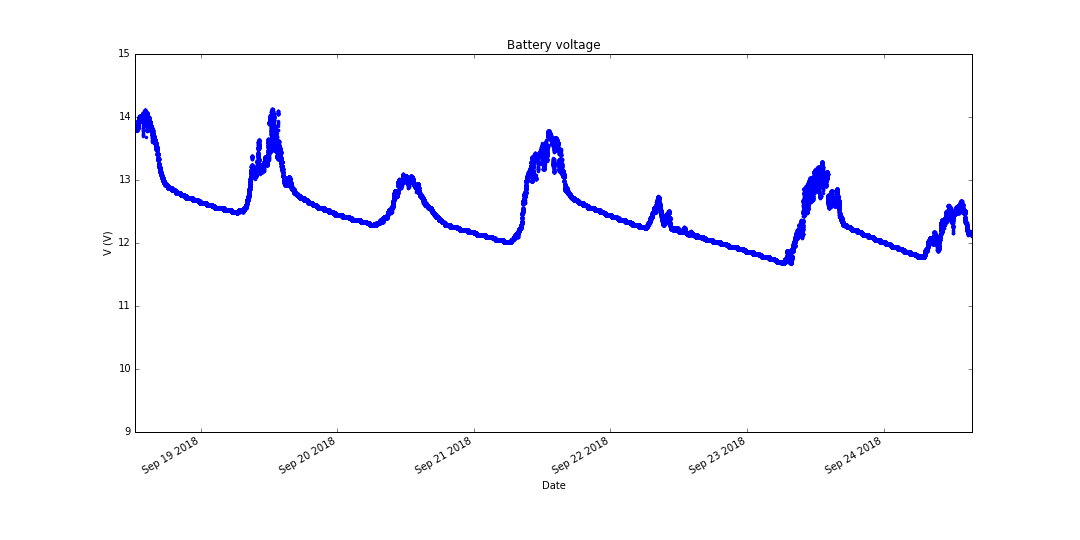 Battery voltage
15
14
13
12
11
10
9
V (V)
Sep 19 2018
Sep 20 2018
Sep 21 2018
Sep 22 2018
Sep 23 2018
Sep 24 2018
Date